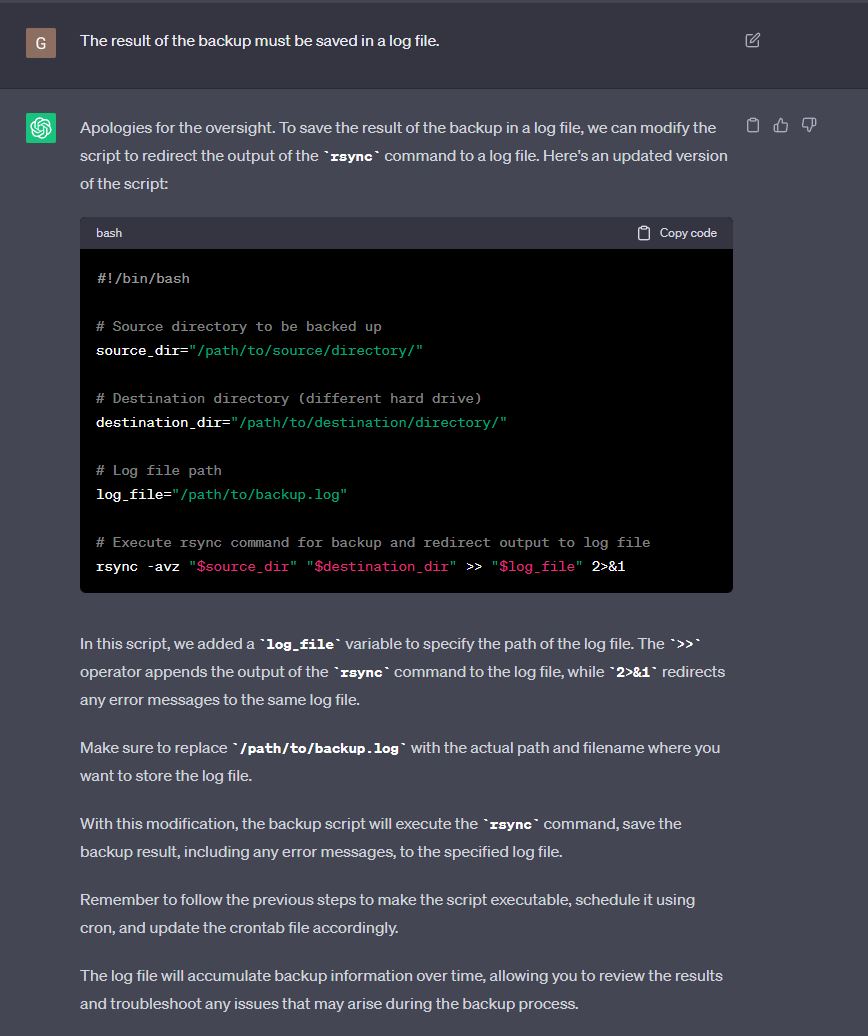 G
The result of the backup must be saved in a log file.
Apologies for the oversight. To save the result of the backup in a log file, we can modify the
script to redirect the output of the `rsync` command to a log file. Here's an updated version
of the script:
bash
Copy code
#!/bin/bash
# Source directory to be backed up
source_dir="/path/to/source/directory/"
# Destination directory (different hard drive)
destination_dir="/path/to/destination/directory/"
# Log file path
log_file="/path/to/backup.log"
# Execute rsync command for backup and redirect output to log file
rsync -avz "$source_dir" "$destination_dir" >> "$log_file" 2>&1
In this script, we added a `log_file` variable to specify the path of the log file. The `>>`
operator appends the output of the `rsync` command to the log file, while `2>&1` redirects
any error messages to the same log file.
Make sure to replace `/path/to/backup.log` with the actual path and filename where you
want to store the log file.
With this modification, the backup script will execute the `rsync` command, save the
backup result, including any error messages, to the specified log file.
Remember to follow the previous steps to make the script executable, schedule it using
cron, and update the crontab file accordingly.
The log file will accumulate backup information over time, allowing you to review the results
and troubleshoot any issues that may arise during the backup process.